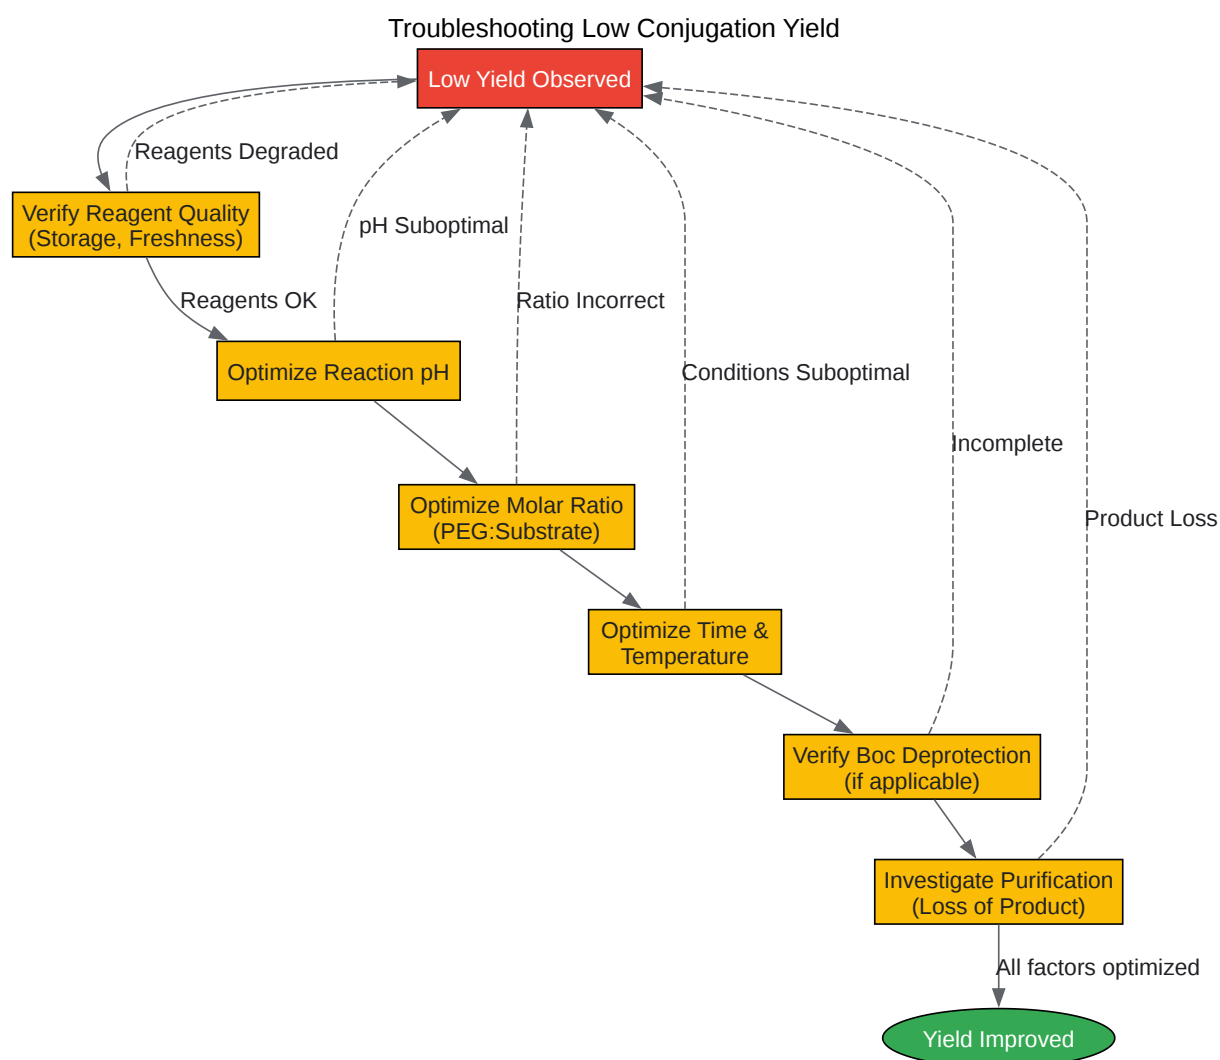 Troubleshooting Low Conjugation Yield
Low Yield Observed
Reagents Degraded
Verify Reagent Quality
(Storage, Freshness)
pH Suboptimal
Reagents OK
Ratio Incorrect
Optimize Reaction pH
Conditions Suboptimal
Incomplete
Optimize Molar Ratio
(PEG:Substrate)
Product Loss
Optimize Time &
Temperature
Verify Boc Deprotection
(if applicable)
Investigate Purification
(Loss of Product)
All factors optimized
Yield Improved